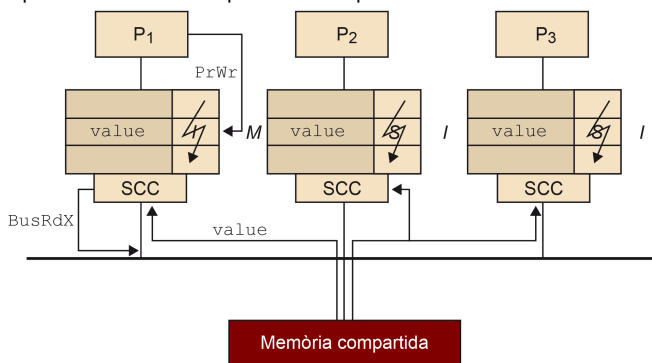 P1 P2 P3
PrWr
value I M value S I value S I
SCC SCC SCC
BusRdX
value
Memòria compartida